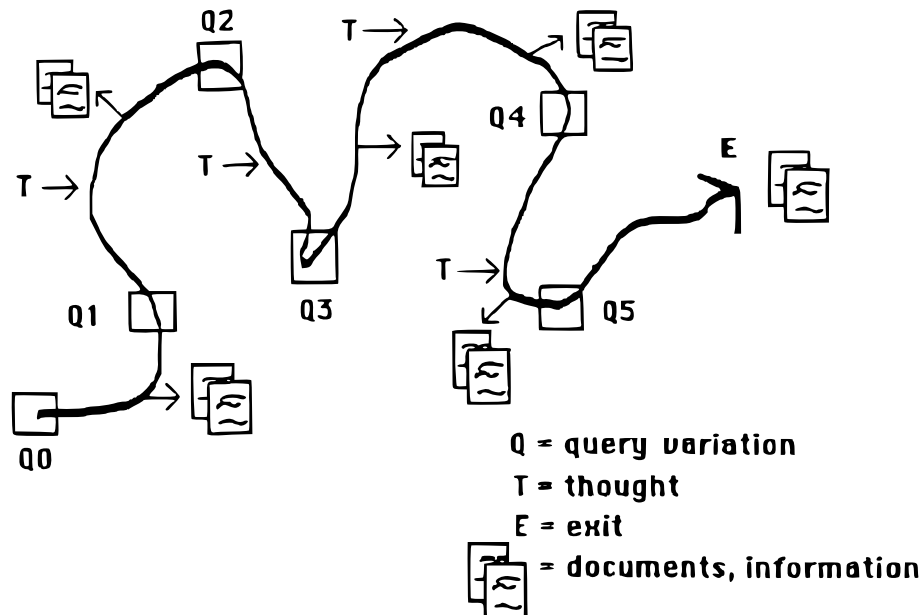 Q2
T
T
Q4
E
T
T
T
Q3
Q1
Q5
Q0
Q = query variation
T = thought
E = exit
= documents, information